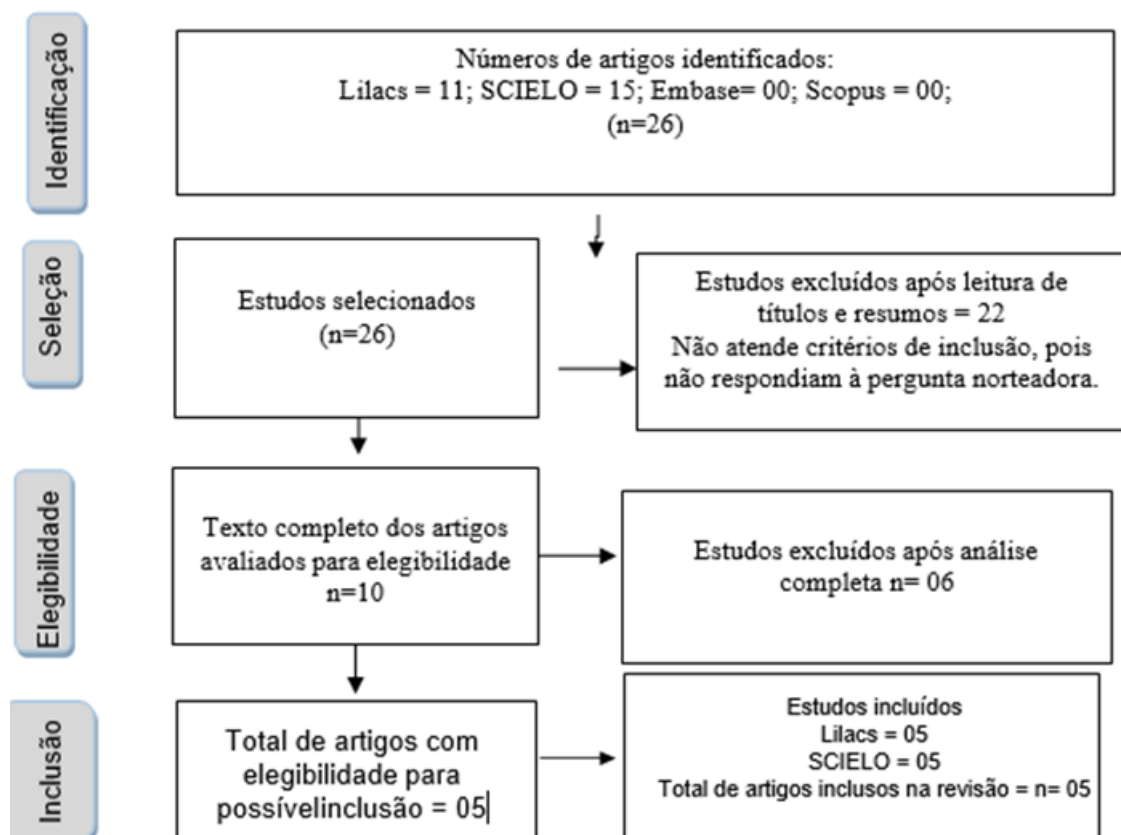 Identificação
Números de artigos identificados:
Lilacs = 11; SCIELO = 15; Embase= 00; Scopus = 00;
(n=26)
Seleção
Estudos selecionados
(n=26)
Estudos excluídos após leitura de
títulos e resumos = 22
Não atende critérios de inclusão, pois
não respondiam à pergunta norteadora.
Elegibilidade
Texto completo dos artigos
avaliados para elegibilidade
n=10
Estudos excluídos após análise
completa n= 06
Inclusão
Total de artigos com
elegibilidade para
possívelinclusão = 05
Estudos incluídos
Lilacs = 05
SCIELO = 05
Total de artigos inclusos na revisão = n= 05